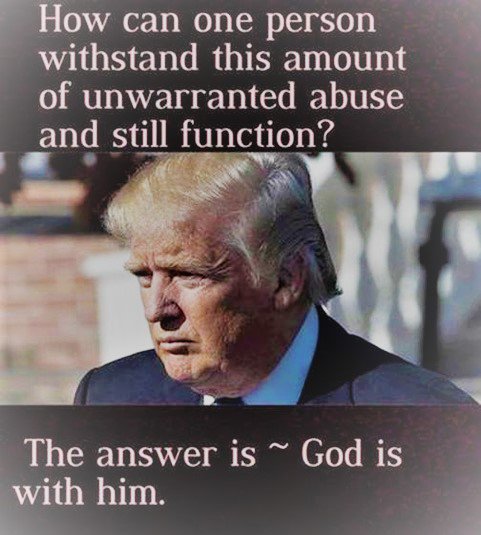 How can one person
withstand this amount
of unwarranted abuse
and still function?
The answer is ~ God is
with him.